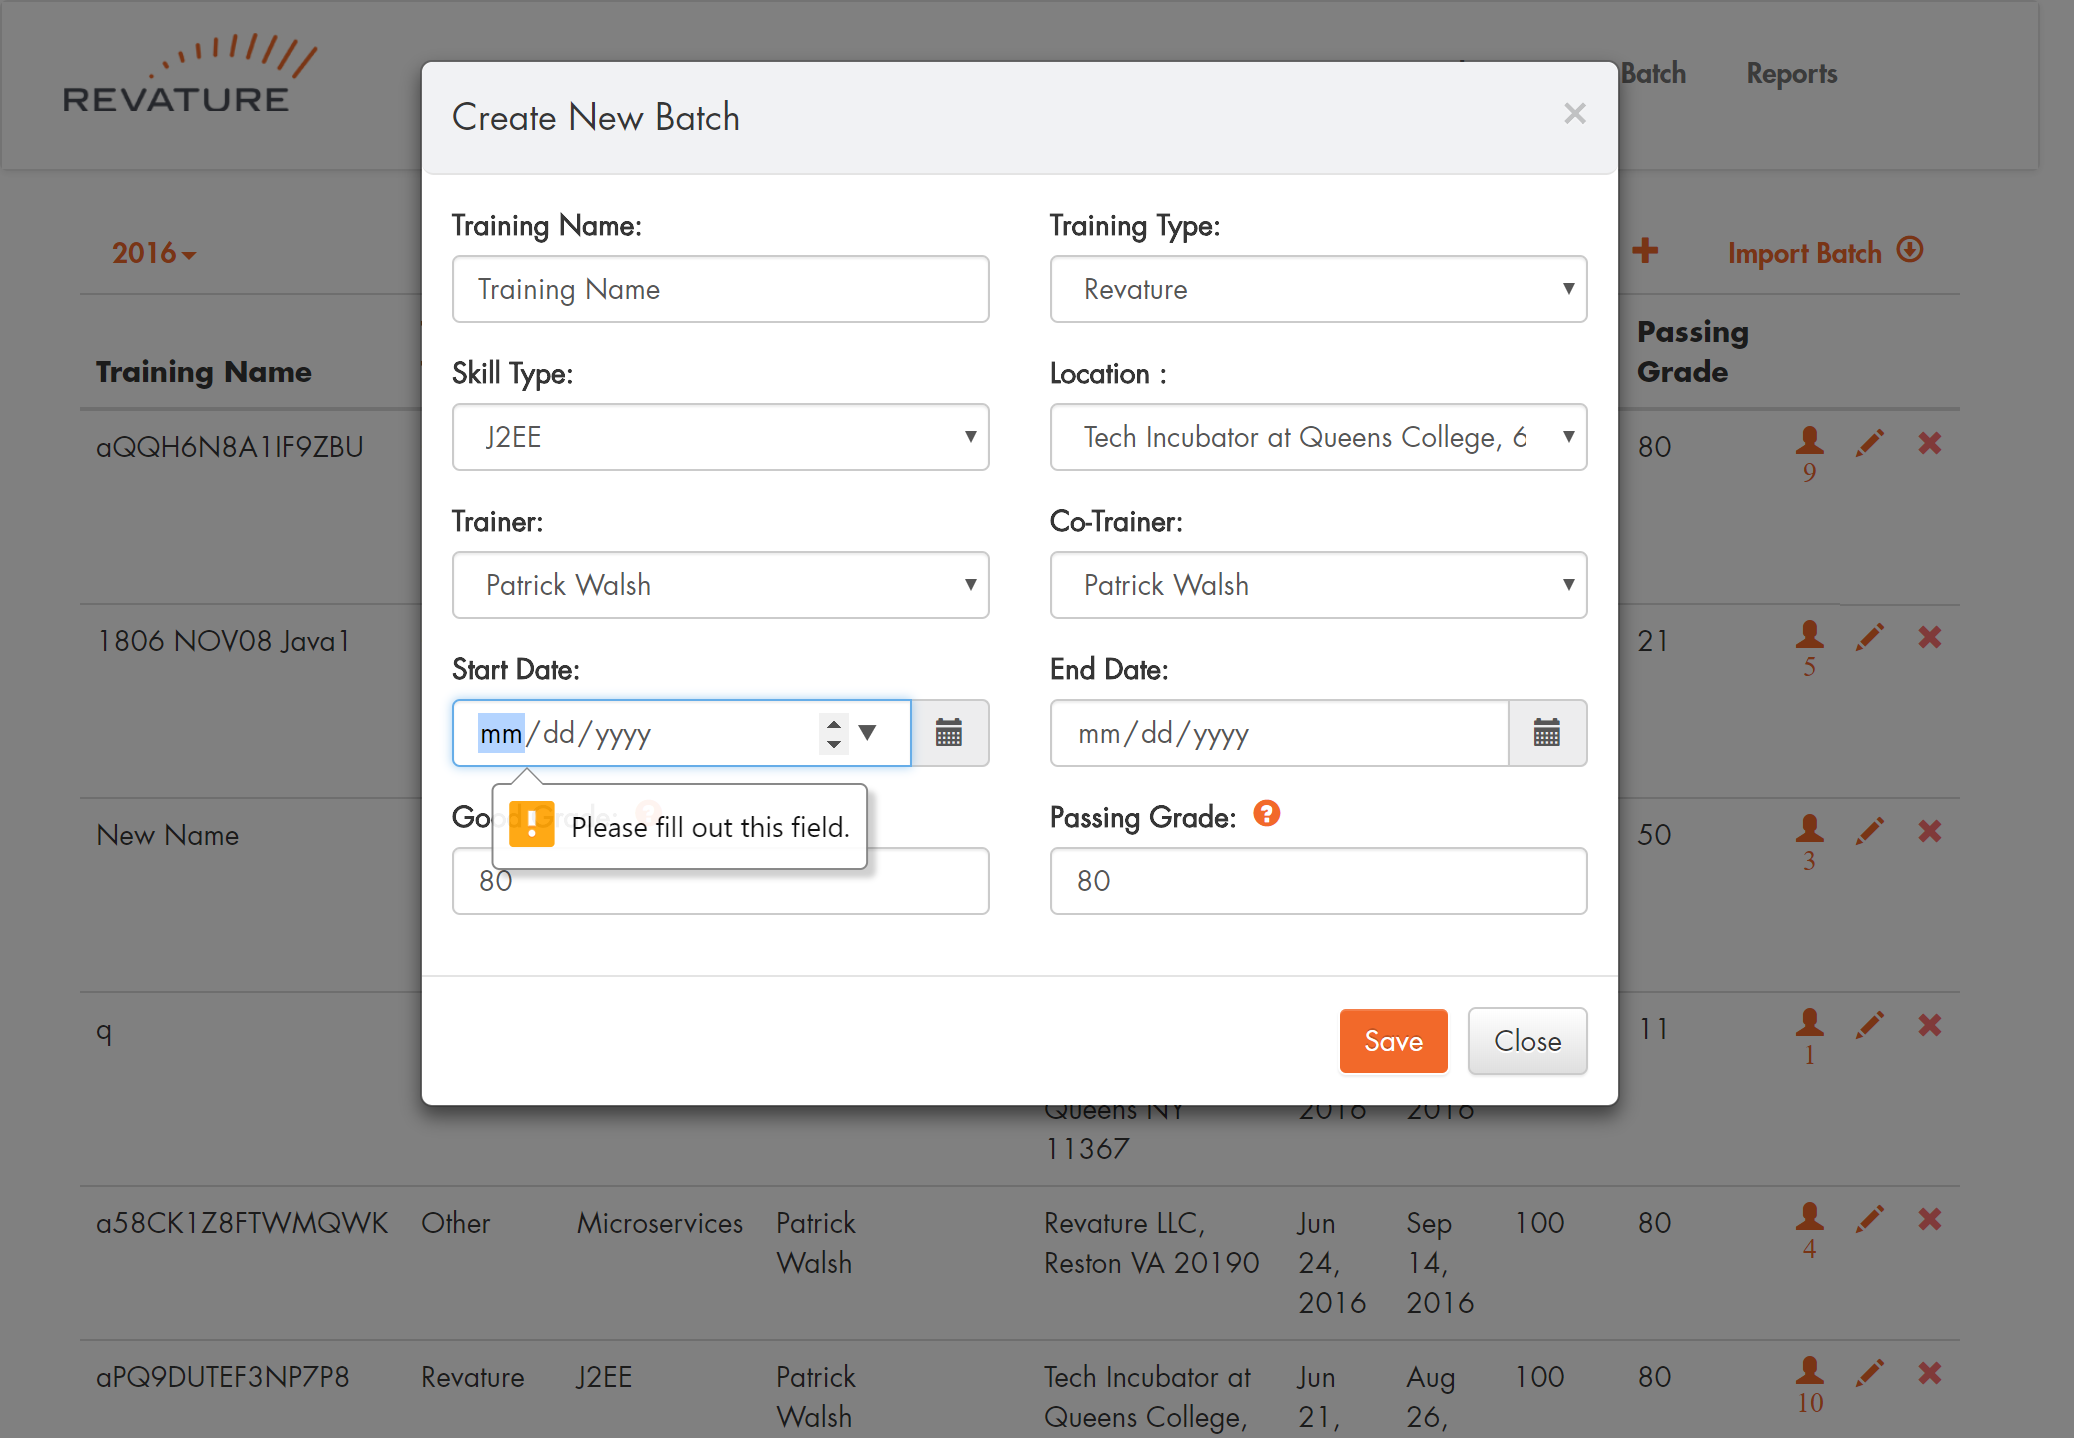 REVATURE
Batch
Reports
Create New Batch
×
2016
Import Batch
Training Name
Passing
Grade
Training Name:
Training Type:
Training Name
Revature
Skill Type:
Location :
J2EE
Tech Incubator at Queens College, 6
Trainer:
Co-Trainer:
Patrick Walsh
Patrick Walsh
Start Date:
End Date:
mm/dd/yyyy
mm/dd/yyyy
Good Grade: ?
Please fill out this field.
Passing Grade: ?
80
80
Save
Close
aQQH6N8A1IF9ZBU
80
9
1806 NOV08 Java1
21
5
New Name
50
3
q
11
1
Queens NY
11367
2016
2016
a58CK1Z8FTWMQWK Other Microservices Patrick Revature LLC, Jun Sep 100 80
Walsh Reston VA 20190 24, 14, 4
2016 2016
aPQ9DUTEF3NP7P8 Revature J2EE Patrick Tech Incubator at Jun Aug 100 80
Walsh Queens College, 21, 26, 10